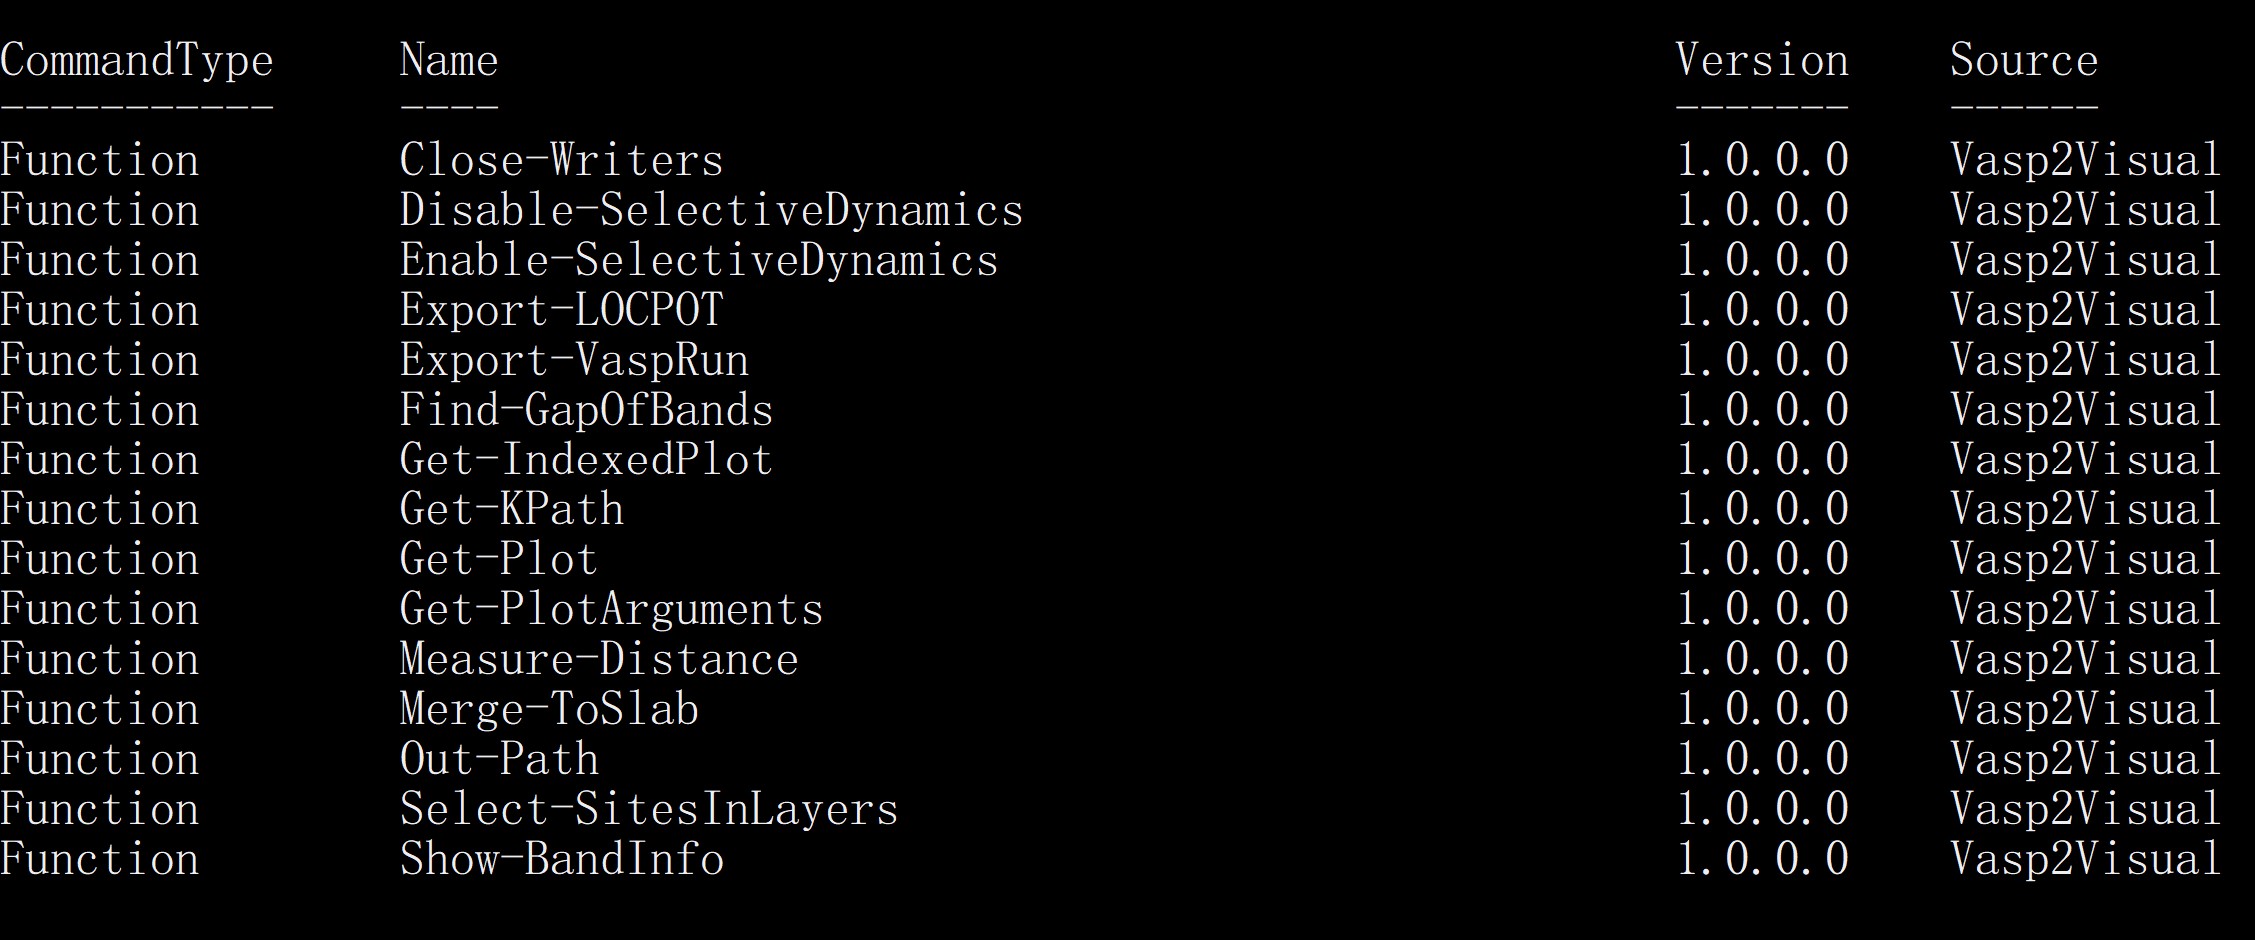 CommandType     Name                                               Version    Source
-----------     ----                                               -------    ------
Function        Close-Writers                                      1.0.0.0    Vasp2Visual
Function        Disable-SelectiveDynamics                          1.0.0.0    Vasp2Visual
Function        Enable-SelectiveDynamics                           1.0.0.0    Vasp2Visual
Function        Export-LOCPOT                                      1.0.0.0    Vasp2Visual
Function        Export-VaspRun                                     1.0.0.0    Vasp2Visual
Function        Find-GapOfBands                                    1.0.0.0    Vasp2Visual
Function        Get-IndexedPlot                                    1.0.0.0    Vasp2Visual
Function        Get-KPath                                          1.0.0.0    Vasp2Visual
Function        Get-Plot                                           1.0.0.0    Vasp2Visual
Function        Get-PlotArguments                                  1.0.0.0    Vasp2Visual
Function        Measure-Distance                                   1.0.0.0    Vasp2Visual
Function        Merge-ToSlab                                       1.0.0.0    Vasp2Visual
Function        Out-Path                                           1.0.0.0    Vasp2Visual
Function        Select-SitesInLayers                               1.0.0.0    Vasp2Visual
Function        Show-BandInfo                                      1.0.0.0    Vasp2Visual